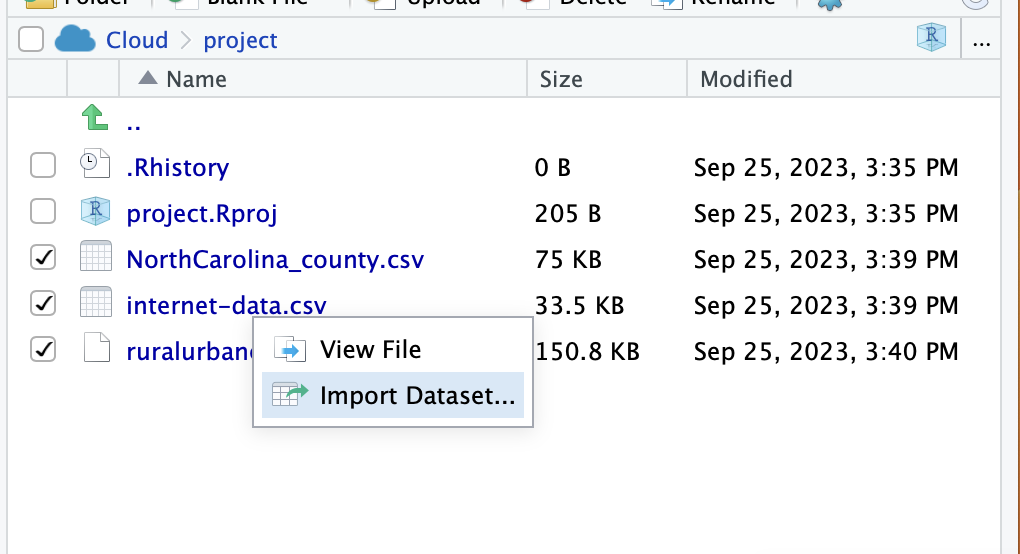 Folder Blank File Upload Delete Rename
Cloud project ...
Name Size Modified
..
.Rhistory 0 B Sep 25, 2023, 3:35 PM
R project.Rproj 205 B Sep 25, 2023, 3:35 PM
NorthCarolina_county.csv 75 KB Sep 25, 2023, 3:39 PM
internet-data.csv 33.5 KB Sep 25, 2023, 3:39 PM
ruralurban 150.8 KB Sep 25, 2023, 3:40 PM
View File
Import Dataset...